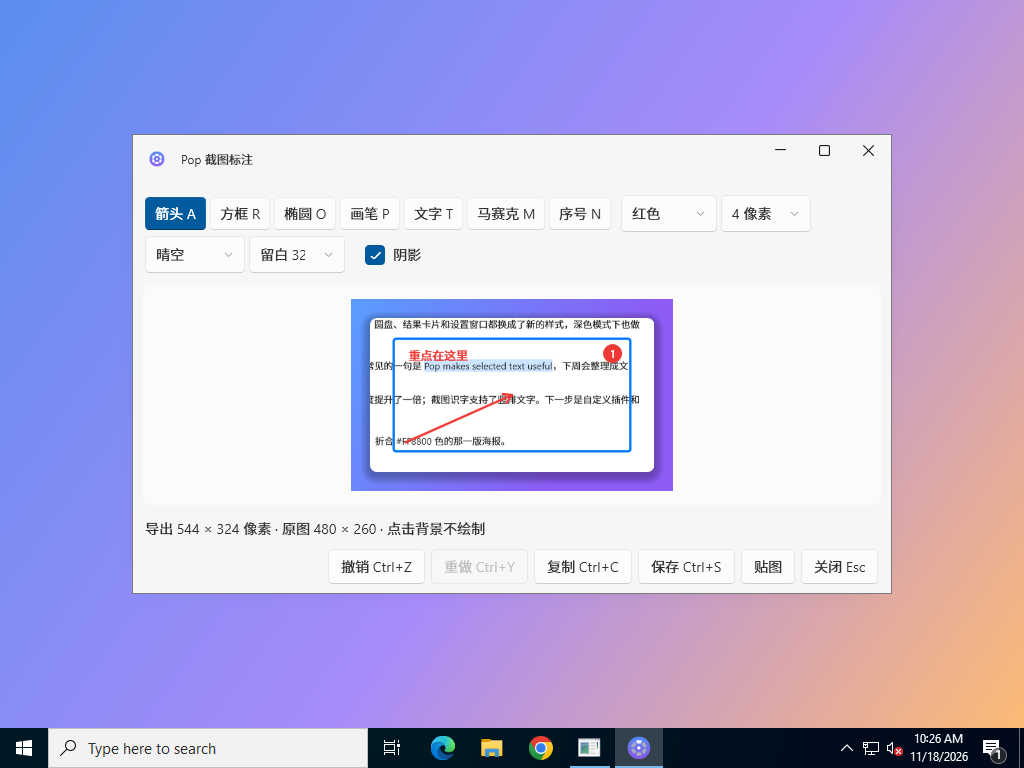 Pop 截图标注
箭头 A 方框 R 椭圆 O 画笔 P 文字 T 马赛克 M 序号 N 红色 4 像素
晴空 留白 32 阴影
圆盘、结果卡片和设置窗口都换成了新的样式，深色模式下也做
重点在这里 1
常见的一句是 Pop makes selected text useful，下周会整理成文
度提升了一倍；截图识字支持了竖排文字。下一步是自定义插件和
折合 #FF8800 色的那一版海报。
导出 544 × 324 像素 · 原图 480 × 260 · 点击背景不绘制
撤销 Ctrl+Z 重做 Ctrl+Y 复制 Ctrl+C 保存 Ctrl+S 贴图 关闭 Esc
Type here to search
10:26 AM
11/18/2026
1